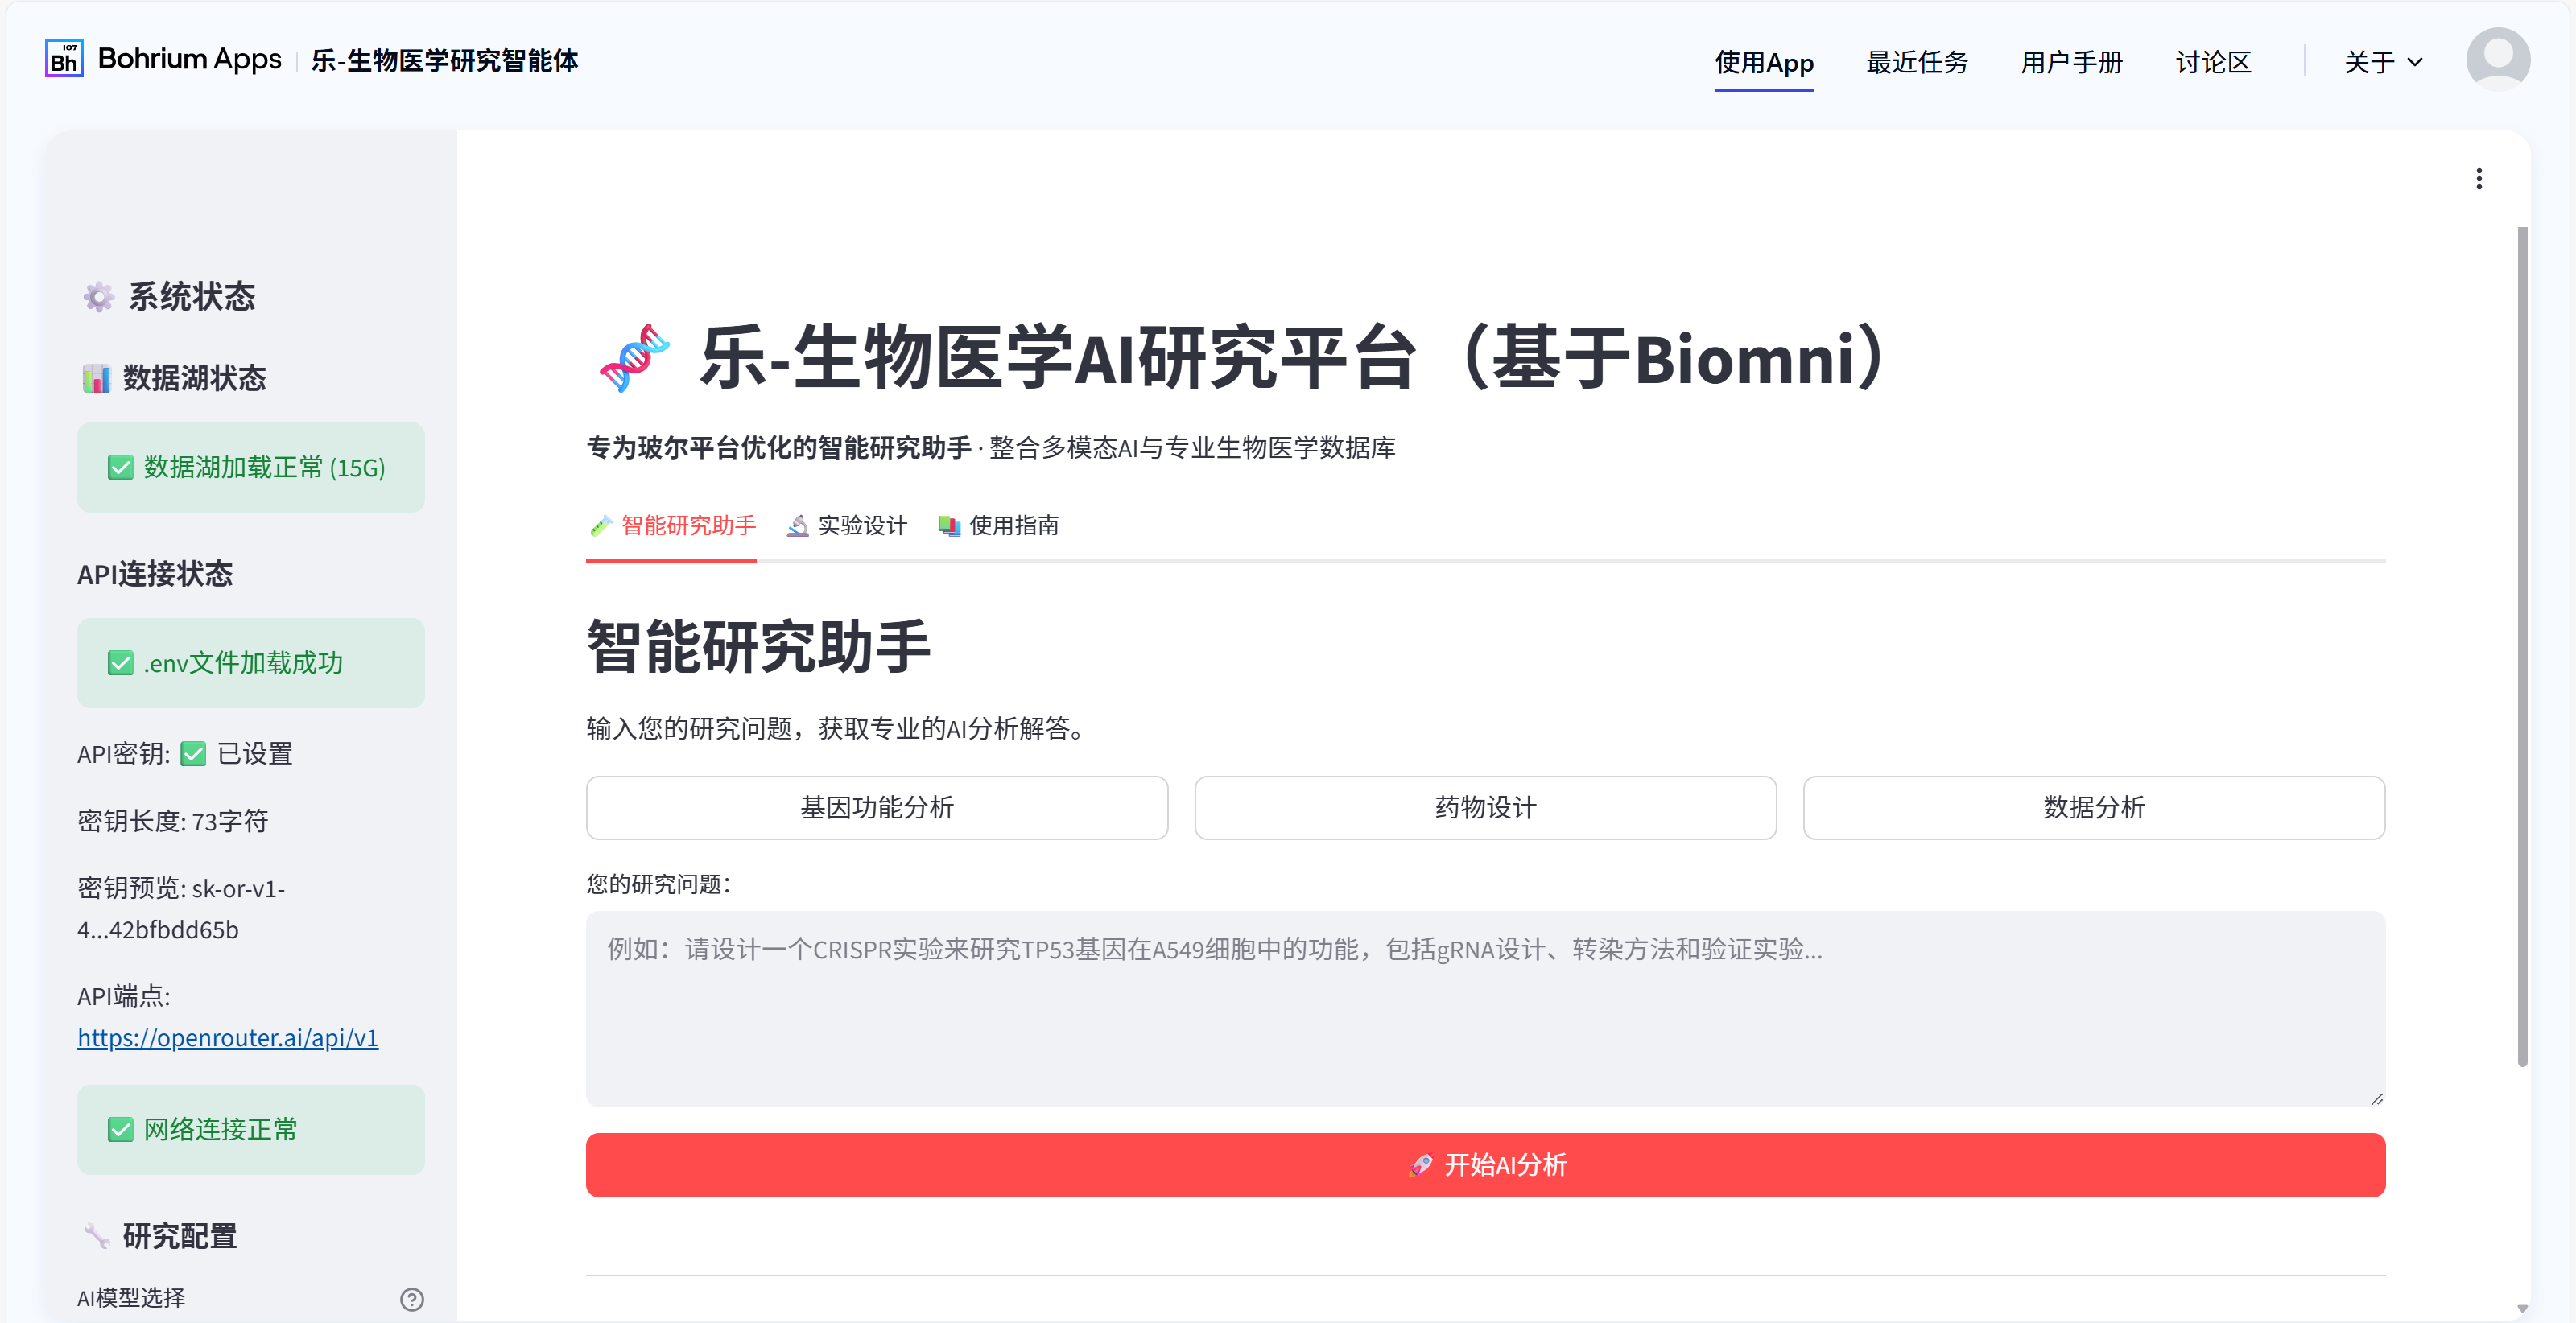 107
Bh
Bohrium Apps
乐-生物医学研究智能体
使用App
最近任务
用户手册
讨论区
关于
系统状态
数据湖状态
数据湖加载正常 (15G)
API连接状态
.env文件加载成功
API密钥: 已设置
密钥长度: 73字符
密钥预览: sk-or-v1-
4...42bfbdd65b
API端点:
https://openrouter.ai/api/v1
网络连接正常
研究配置
AI模型选择
乐-生物医学AI研究平台（基于Biomni）
专为玻尔平台优化的智能研究助手 · 整合多模态AI与专业生物医学数据库
智能研究助手
实验设计
使用指南
智能研究助手
输入您的研究问题，获取专业的AI分析解答。
基因功能分析
药物设计
数据分析
您的研究问题：
例如：请设计一个CRISPR实验来研究TP53基因在A549细胞中的功能，包括gRNA设计、转染方法和验证实验...
开始AI分析